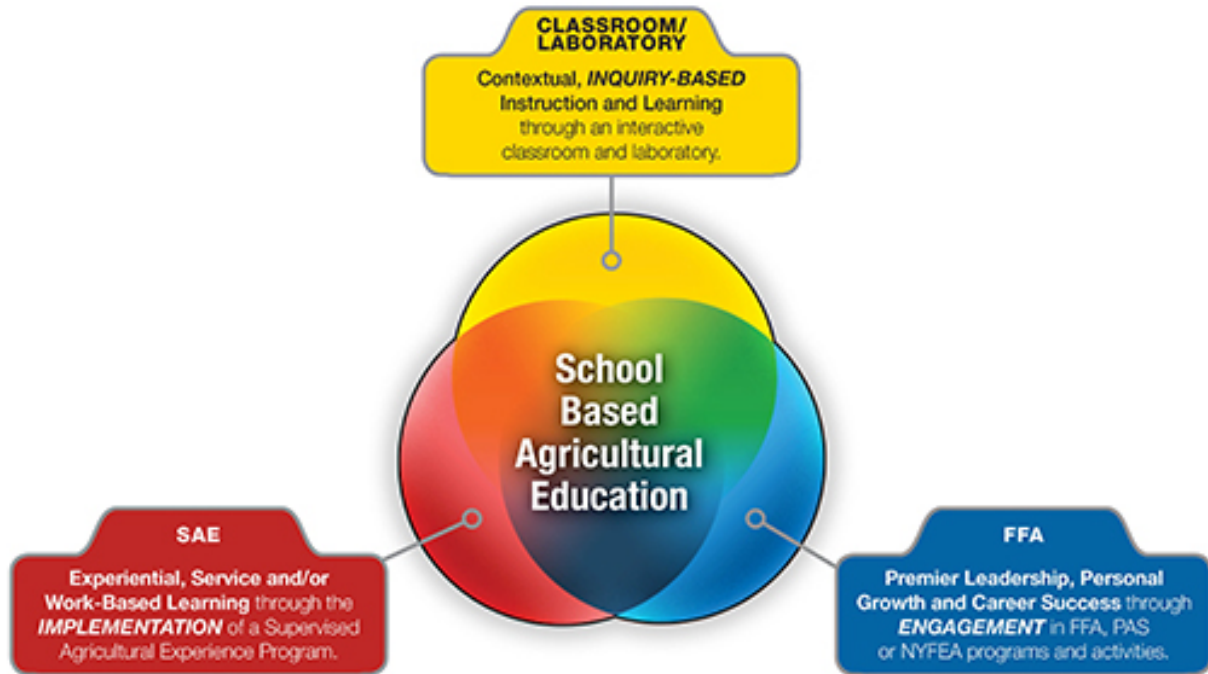 CLASSROOM/
LABORATORY
Contextual, INQUIRY-BASED
Instruction and Learning
through an interactive
classroom and laboratory.
School
Based
Agricultural
Education
SAE
Experiential, Service and/or
Work-Based Learning through the
IMPLEMENTATION of a Supervised
Agricultural Experience Program.
FFA
Premier Leadership, Personal
Growth and Career Success through
ENGAGEMENT in FFA, PAS
or NYFEA programs and activities.